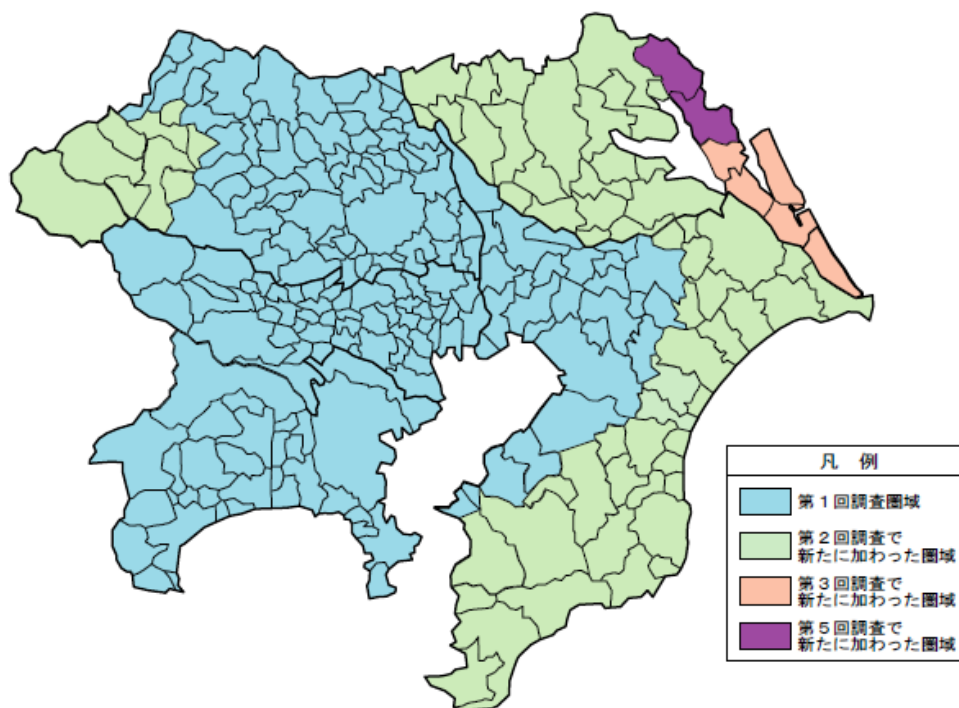 凡 例
第1回調査圏域
第2回調査で
新たに加わった圏域
第3回調査で
新たに加わった圏域
第5回調査で
新たに加わった圏域